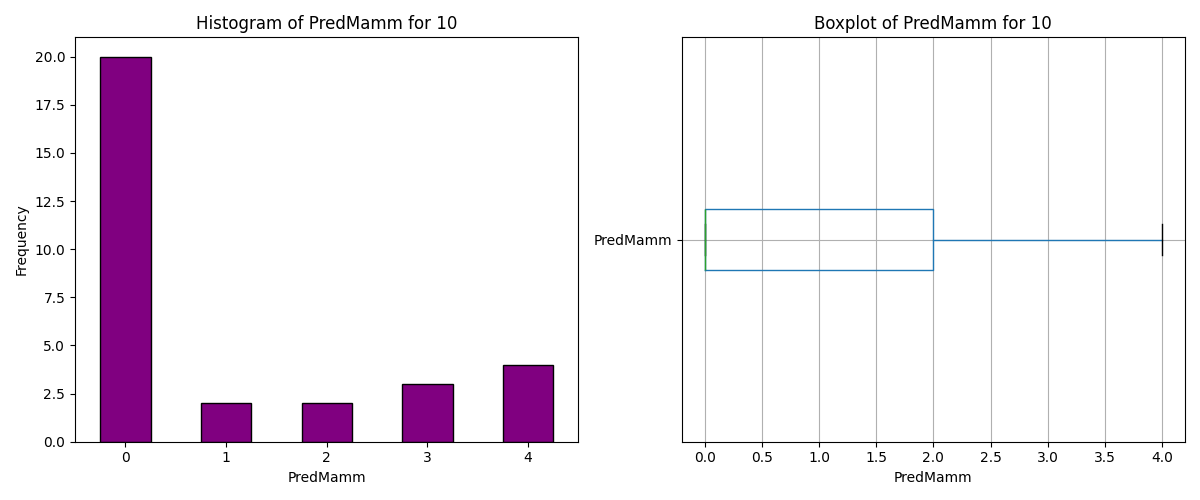 Histogram of PredMamm for 10
Frequency
20.0
17.5
15.0
12.5
10.0
7.5
5.0
2.5
0.0
0 1 2 3 4
PredMamm
Boxplot of PredMamm for 10
PredMamm
0.0 0.5 1.0 1.5 2.0 2.5 3.0 3.5 4.0
PredMamm